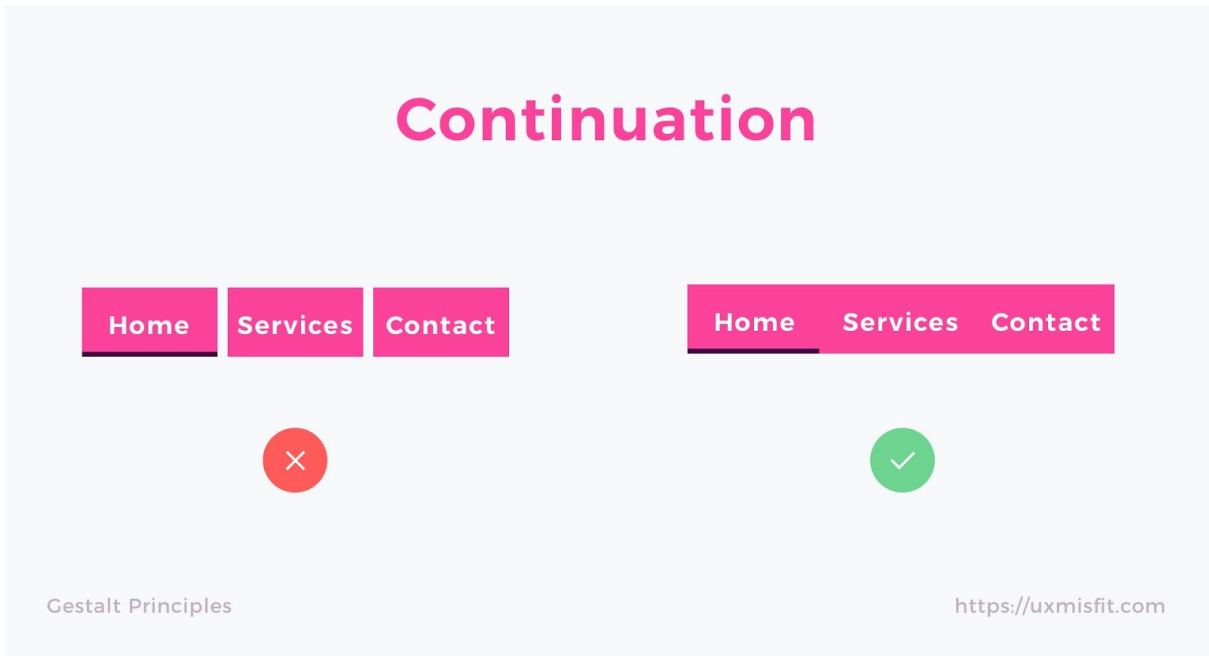 Continuation
Home Services Contact
Home Services Contact
Gestalt Principles
https://uxmisfit.com